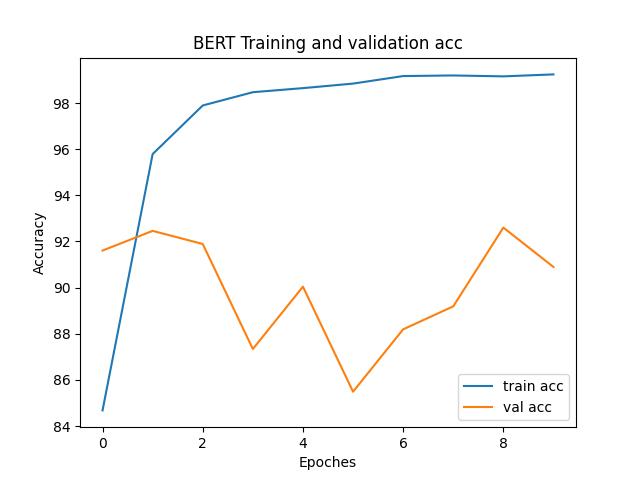 BERT Training and validation acc
98
96
94
92
90
88
86
84
Accuracy
0 2 4 6 8
Epoches
train acc
val acc